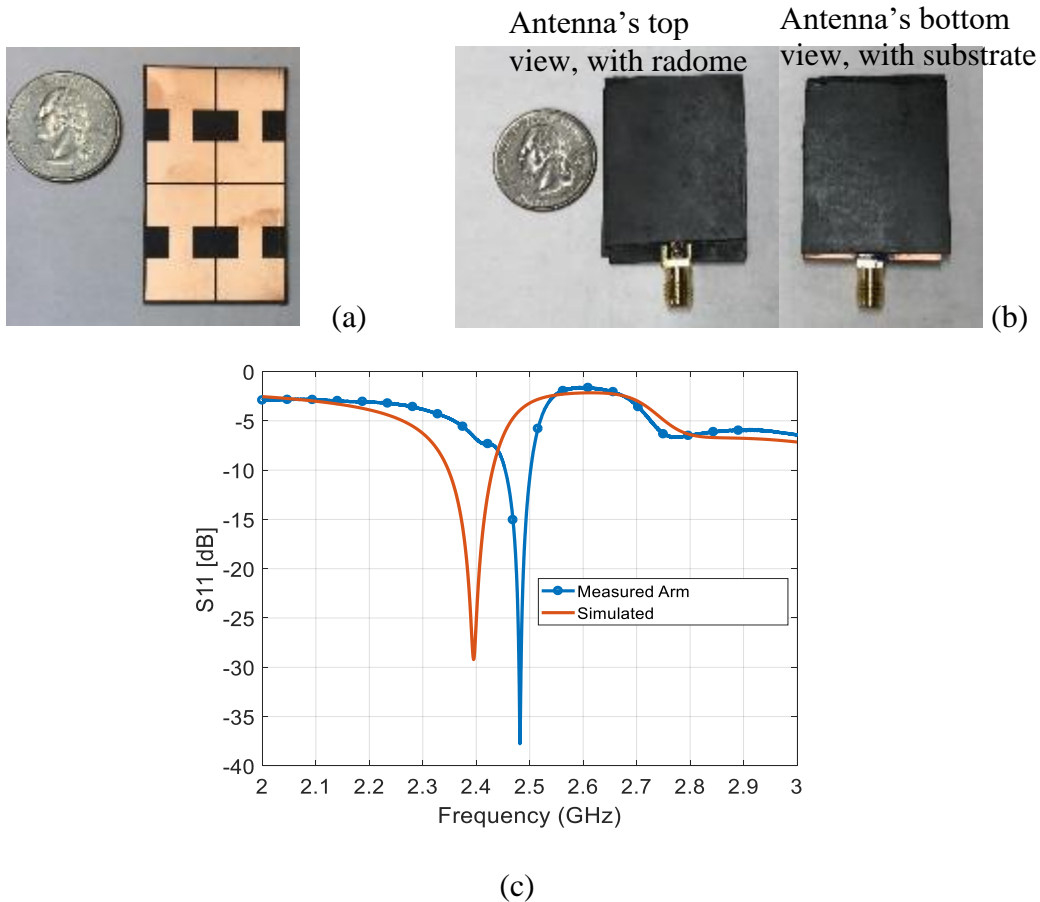 Antenna’s top
view, with radome
Antenna’s bottom
view, with substrate
(a)
(b)
0
-5
-10
-15
-20
-25
-30
-35
-40
S11 [dB]
Measured Arm
Simulated
2 2.1 2.2 2.3 2.4 2.5 2.6 2.7 2.8 2.9 3
Frequency (GHz)
(c)